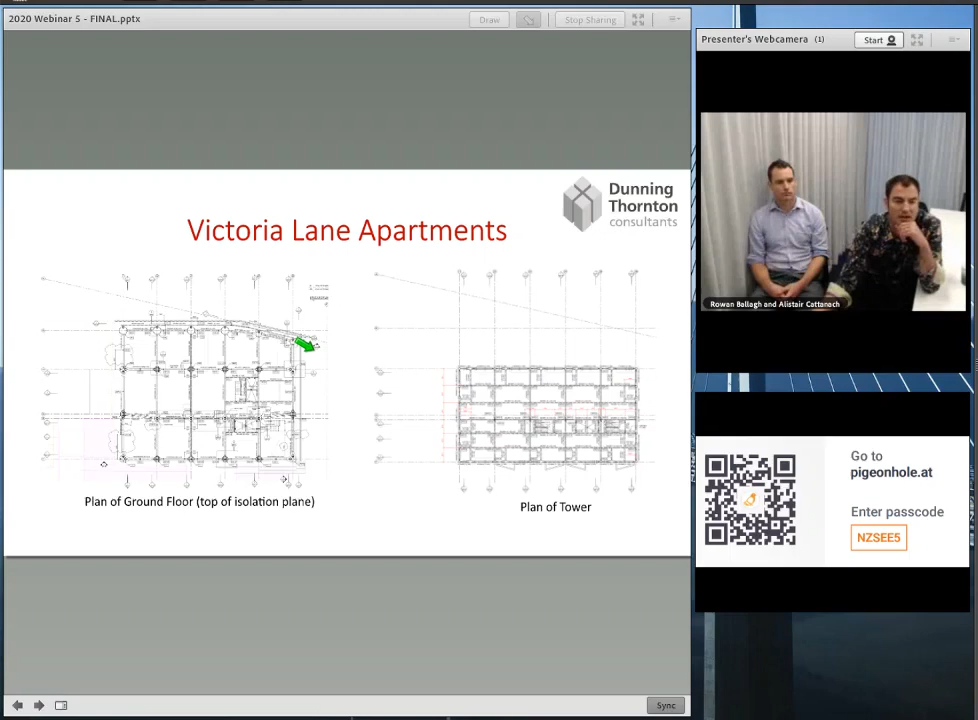 2020 Webinar 5 - FINAL.pptx
Draw
Stop Sharing
Presenter's Webcamera (1)
Start
Dunning
Thornton
consultants
Victoria Lane Apartments
Rowan Ballagh and Alistair Cattanach
Go to
pigeonhole.at
Enter passcode
NZSEE5
Plan of Ground Floor (top of isolation plane)
Plan of Tower
Sync